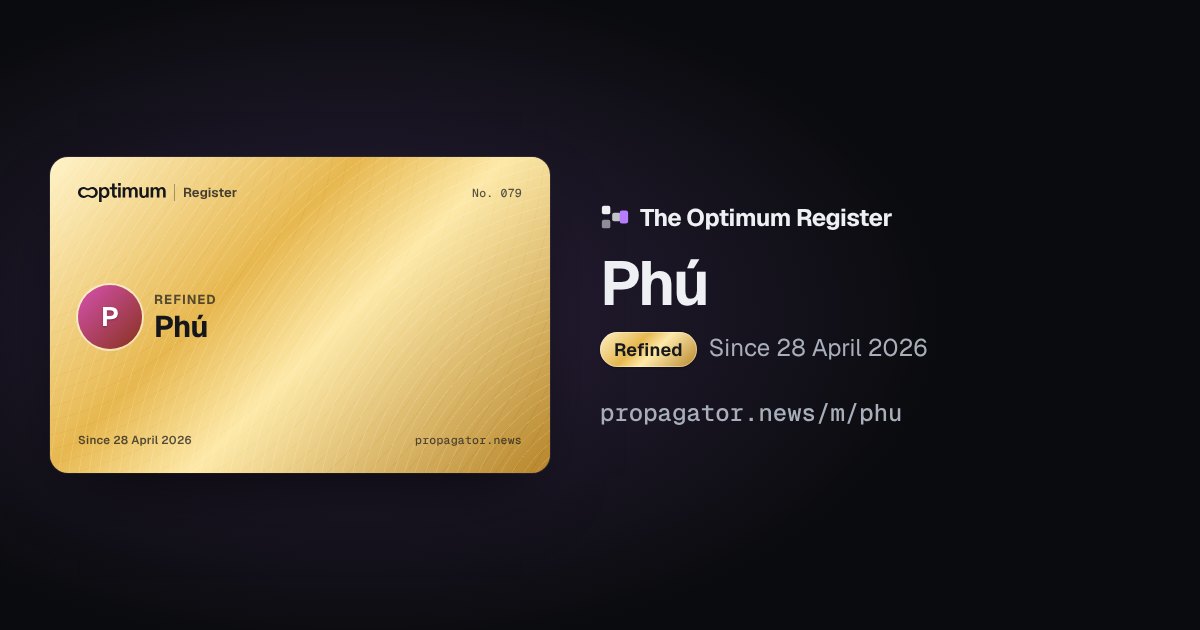 optimum | Register
No. 079
P
REFINED
Phú
Since 28 April 2026
propagator.news
The Optimum Register
Phú
Refined
Since 28 April 2026
propagator.news/m/phu